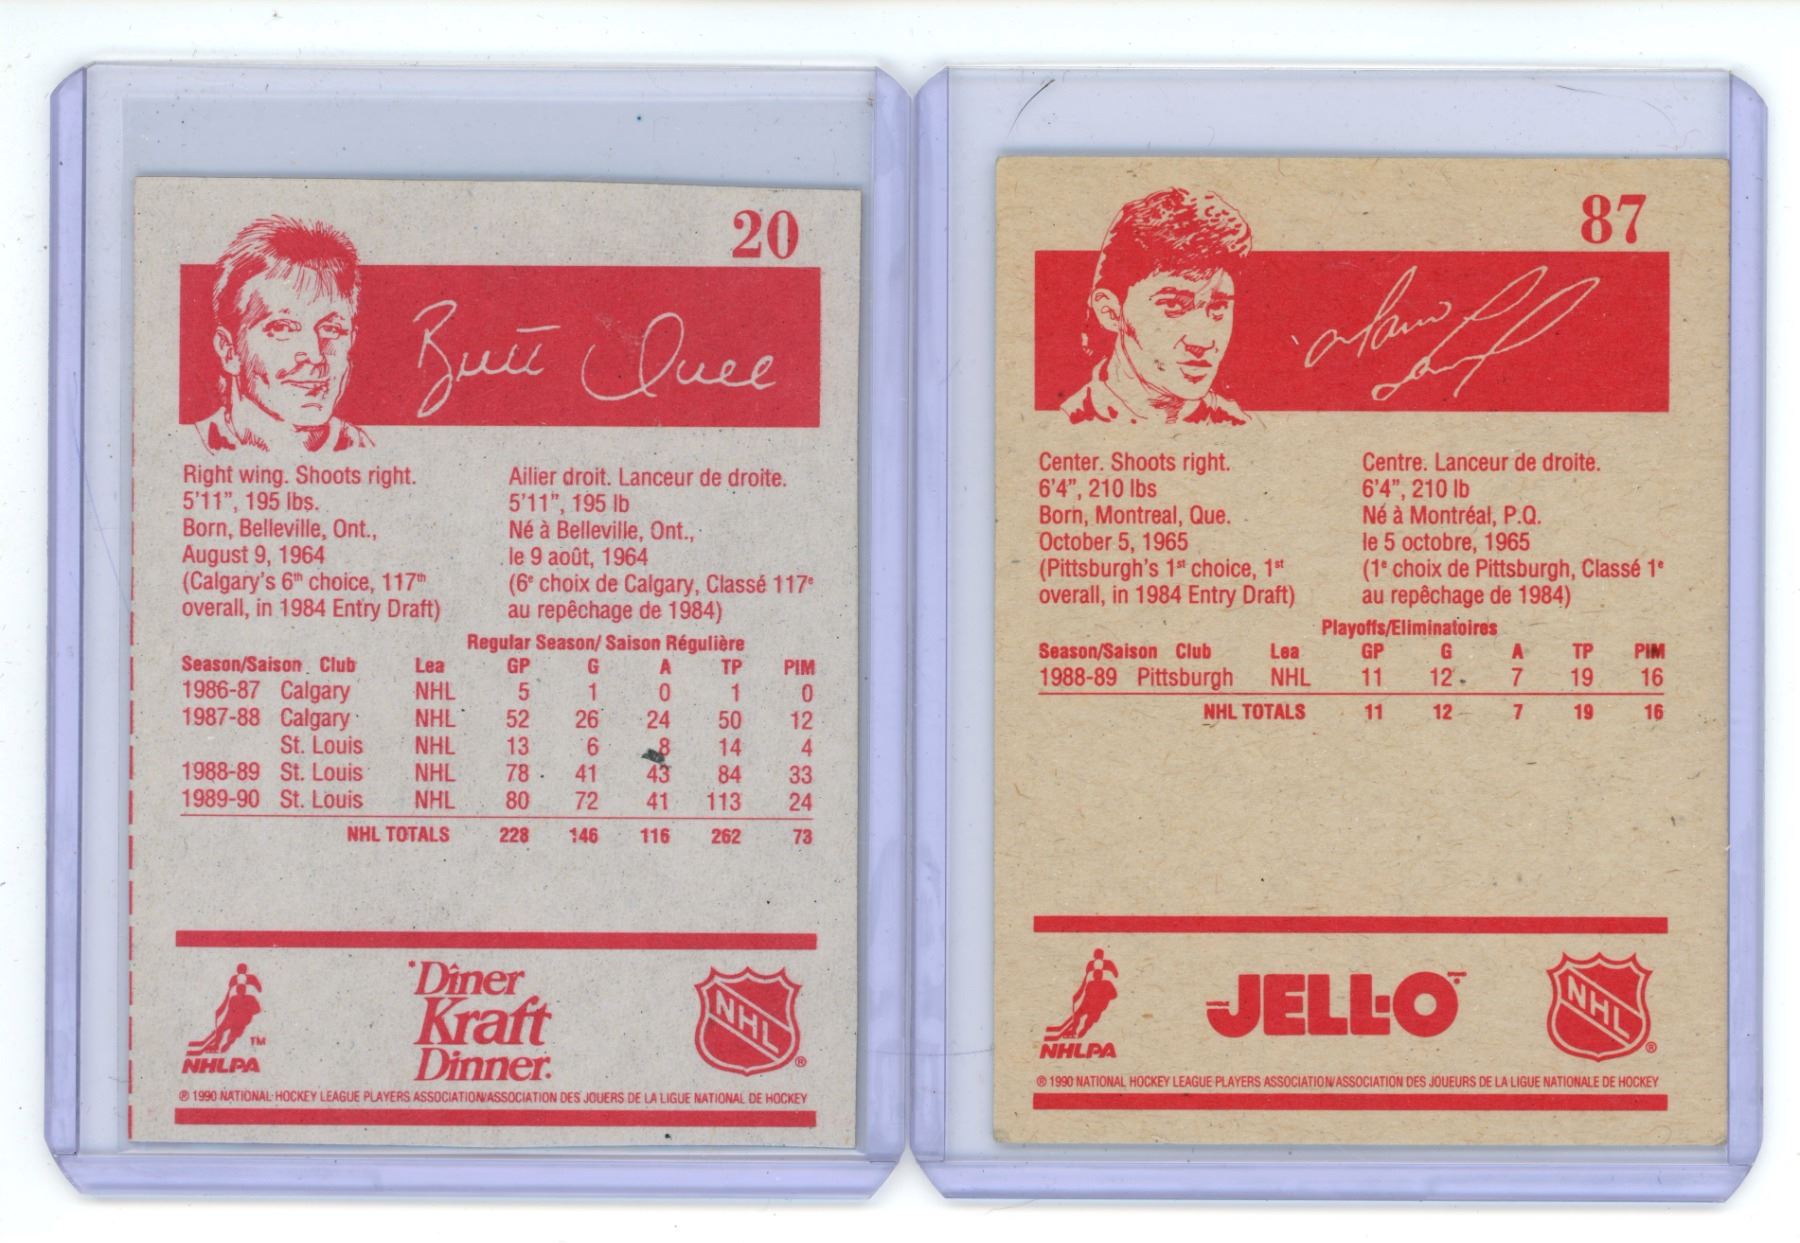 20
Brett Hull
Right wing. Shoots right.
5'11", 195 lbs.
Born, Belleville, Ont.,
August 9, 1964
(Calgary's 6th choice, 117th
overall, in 1984 Entry Draft)
Ailier droit. Lanceur de droite.
5'11", 195 lb
Né à Belleville, Ont.,
le 9 août, 1964
(6e choix de Calgary, Classé 117e
au repêchage de 1984)
Regular Season/ Saison Régulière
Season/Saison Club Lea GP G A TP PIM
1986-87 Calgary NHL 5 1 0 1 0
1987-88 Calgary NHL 52 26 24 50 12
St. Louis NHL 13 6 8 14 4
1988-89 St. Louis NHL 78 41 43 84 33
1989-90 St. Louis NHL 80 72 41 113 24
NHL TOTALS 228 146 116 262 73
Dîner
Kraft
Dinner.
NHL ®
TM
NHLPA
® 1990 NATIONAL HOCKEY LEAGUE PLAYERS ASSOCIATION/ASSOCIATION DES JOUERS DE LA LIGUE NATIONAL DE HOCKEY
87
Mario Lemieux
Center. Shoots right.
6'4", 210 lbs
Born, Montreal, Que.
October 5, 1965
(Pittsburgh's 1st choice, 1st
overall, in 1984 Entry Draft)
Centre. Lanceur de droite.
6'4", 210 lb
Né à Montréal, P.Q.
le 5 octobre, 1965
(1e choix de Pittsburgh, Classé 1e
au repêchage de 1984)
Playoffs/Eliminatoires
Season/Saison Club Lea GP G A TP PIM
1988-89 Pittsburgh NHL 11 12 7 19 16
NHL TOTALS 11 12 7 19 16
JELL-O
NHL ®
NHLPA
® 1990 NATIONAL HOCKEY LEAGUE PLAYERS ASSOCIATION/ASSOCIATION DES JOUEURS DE LA LIGUE NATIONALE DE HOCKEY